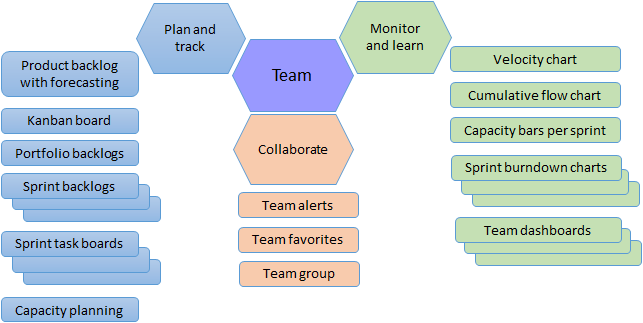 Plan and
track
Monitor
and learn
Team
Product backlog
with forecasting
Kanban board
Portfolio backlogs
Sprint backlogs
Sprint task boards
Capacity planning
Collaborate
Team alerts
Team favorites
Team group
Velocity chart
Cumulative flow chart
Capacity bars per sprint
Sprint burndown charts
Team dashboards